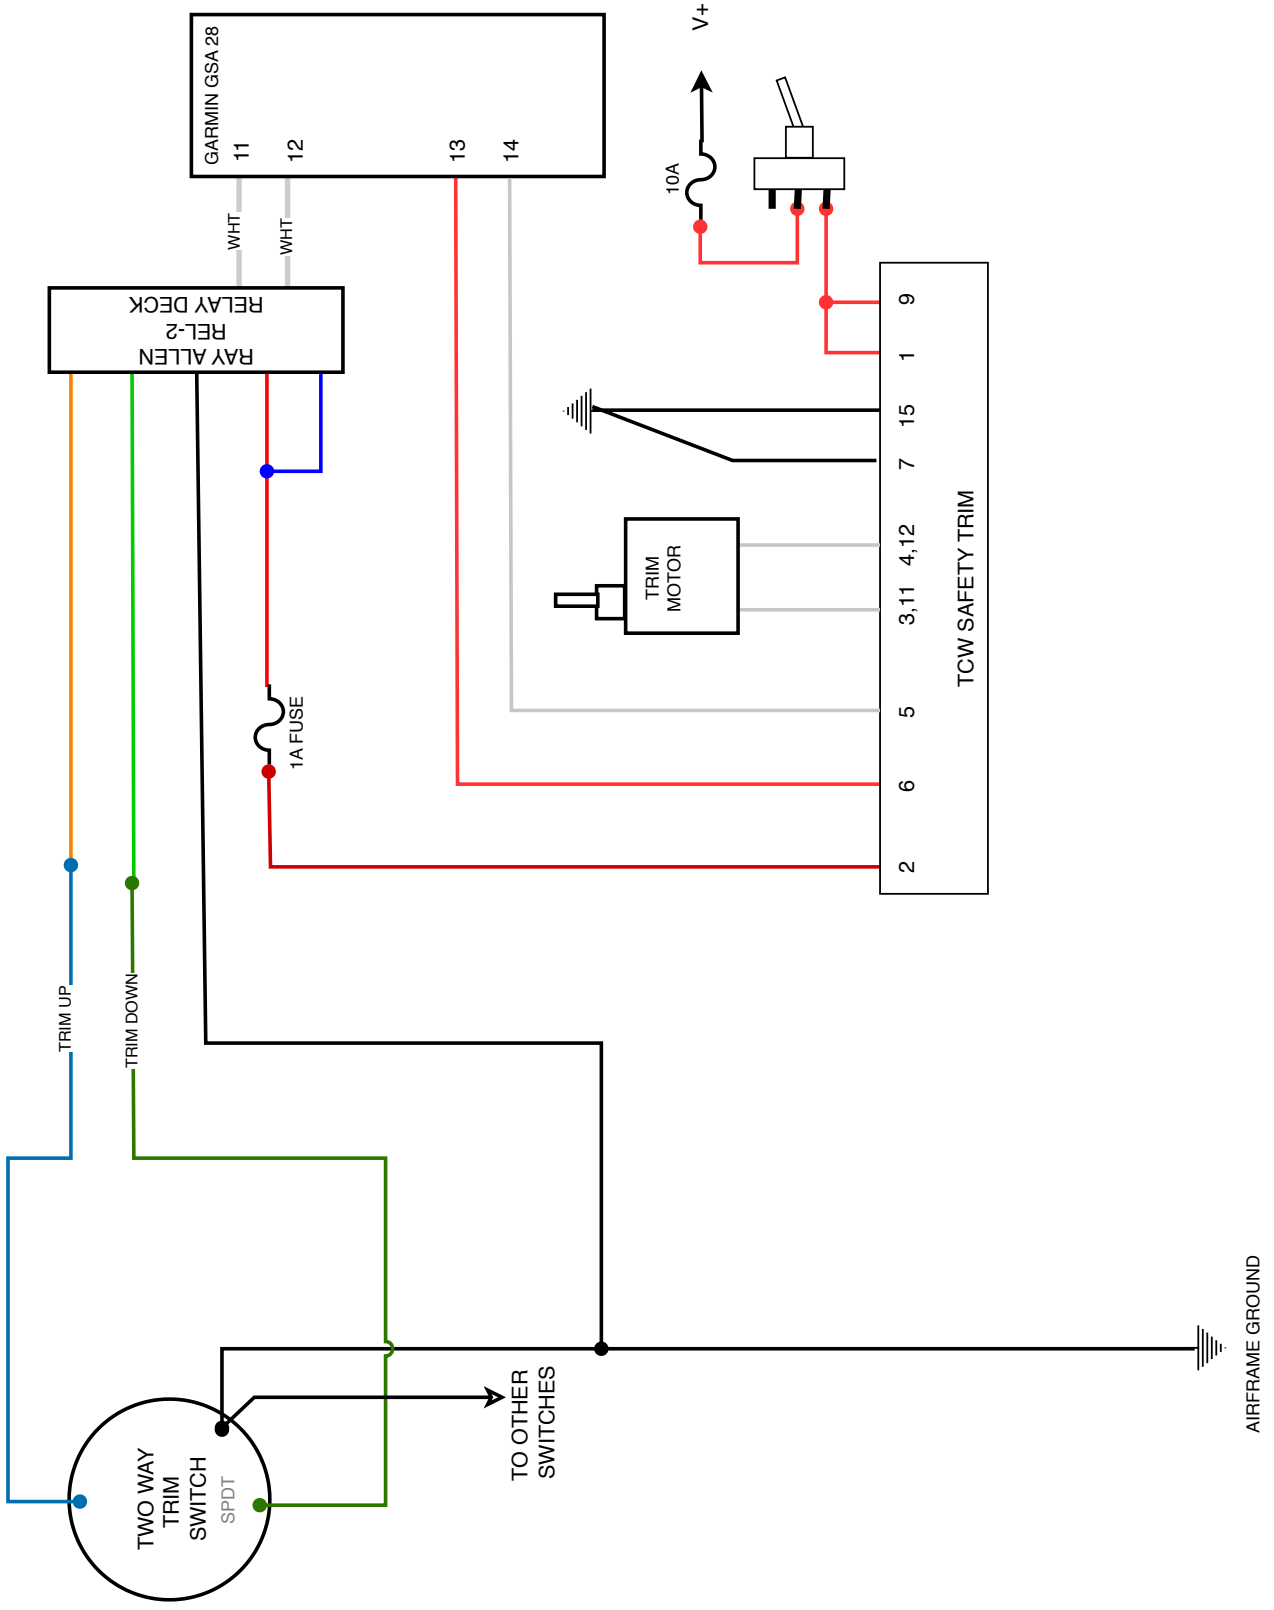 GARMIN GSA 28
11
12
13
14
V+
10A
WHT
WHT
RAY ALLEN
REL-2
RELAY DECK
9
1
15
7
4,12
3,11
5
6
2
TCW SAFETY TRIM
TRIM
MOTOR
1A FUSE
TRIM UP
TRIM DOWN
TWO WAY
TRIM
SWITCH
SPDT
TO OTHER
SWITCHES
AIRFRAME GROUND